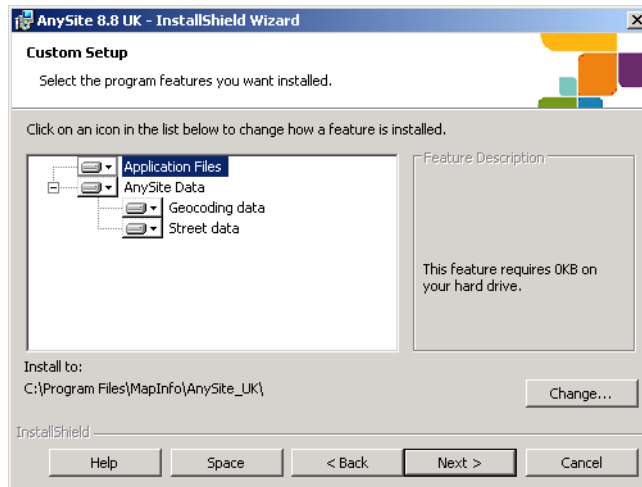 AnySite 8.8 UK - InstallShield Wizard
Custom Setup
Select the program features you want installed.
Click on an icon in the list below to change how a feature is installed.
Application Files
AnySite Data
Geocoding data
Street data
Feature Description
This feature requires 0KB on
your hard drive.
Install to:
C:\Program Files\MapInfo\AnySite_UK\
Change...
InstallShield
Help
Space
< Back
Next >
Cancel